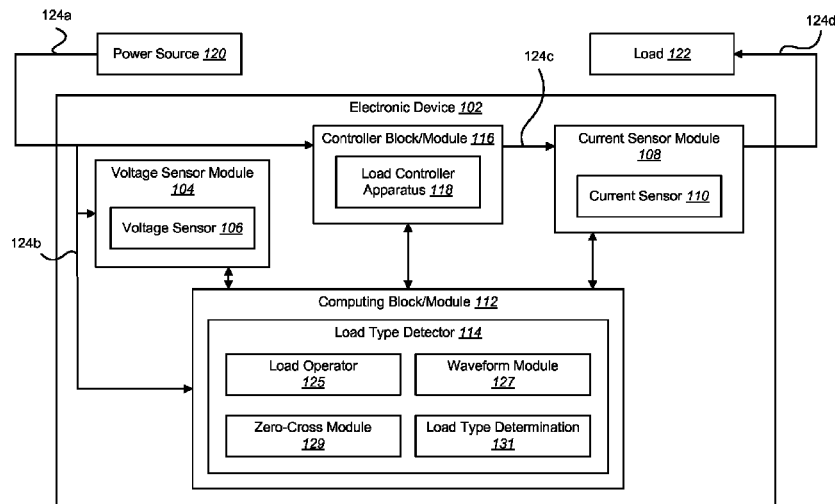 124a
124d
Power Source 120
Load 122
124c
Electronic Device 102
Controller Block/Module 116
Current Sensor Module
108
Voltage Sensor Module
104
Load Controller
Apparatus 118
Current Sensor 110
Voltage Sensor 106
124b
Computing Block/Module 112
Load Type Detector 114
Load Operator
125
Waveform Module
127
Zero-Cross Module
129
Load Type Determination
131